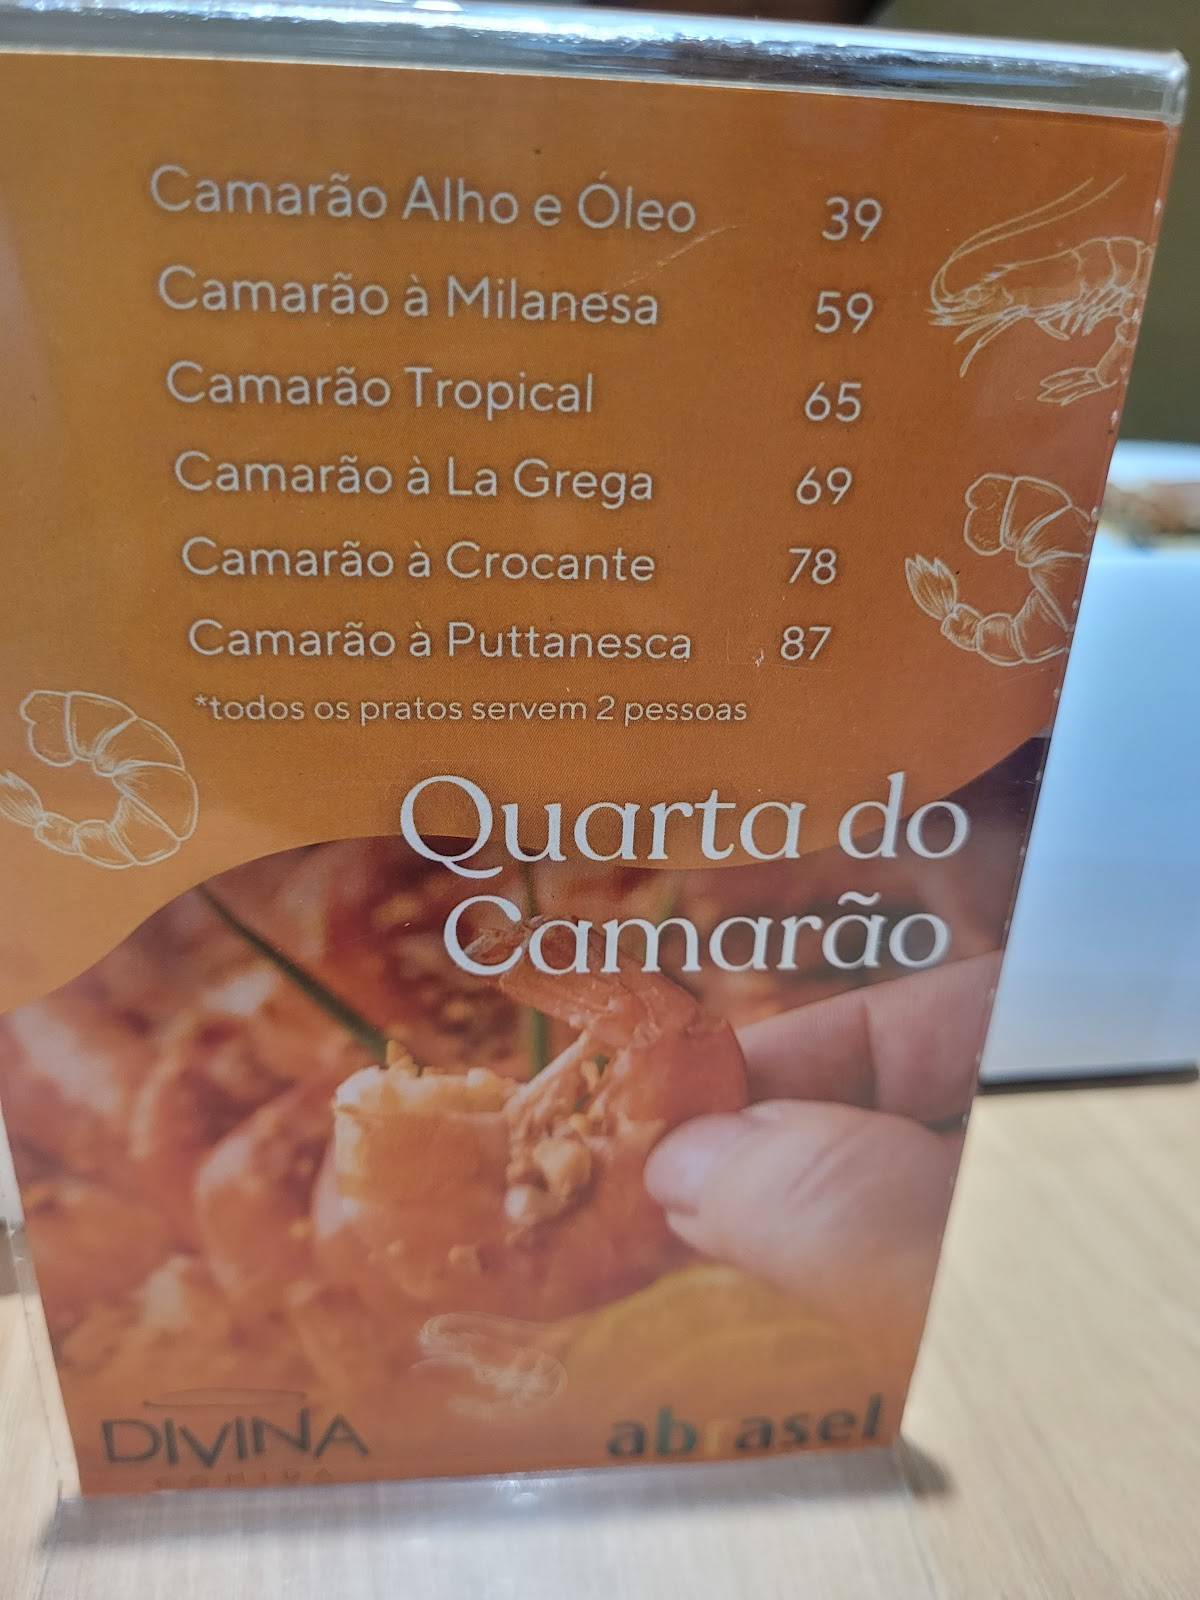 Camarão Alho e Óleo 39
Camarão à Milanesa 59
Camarão Tropical 65
Camarão à La Grega 69
Camarão à Crocante 78
Camarão à Puttanesca 87
*todos os pratos servem 2 pessoas
Quarta do
Camarão
DIVINA
COMIDA
abrasel